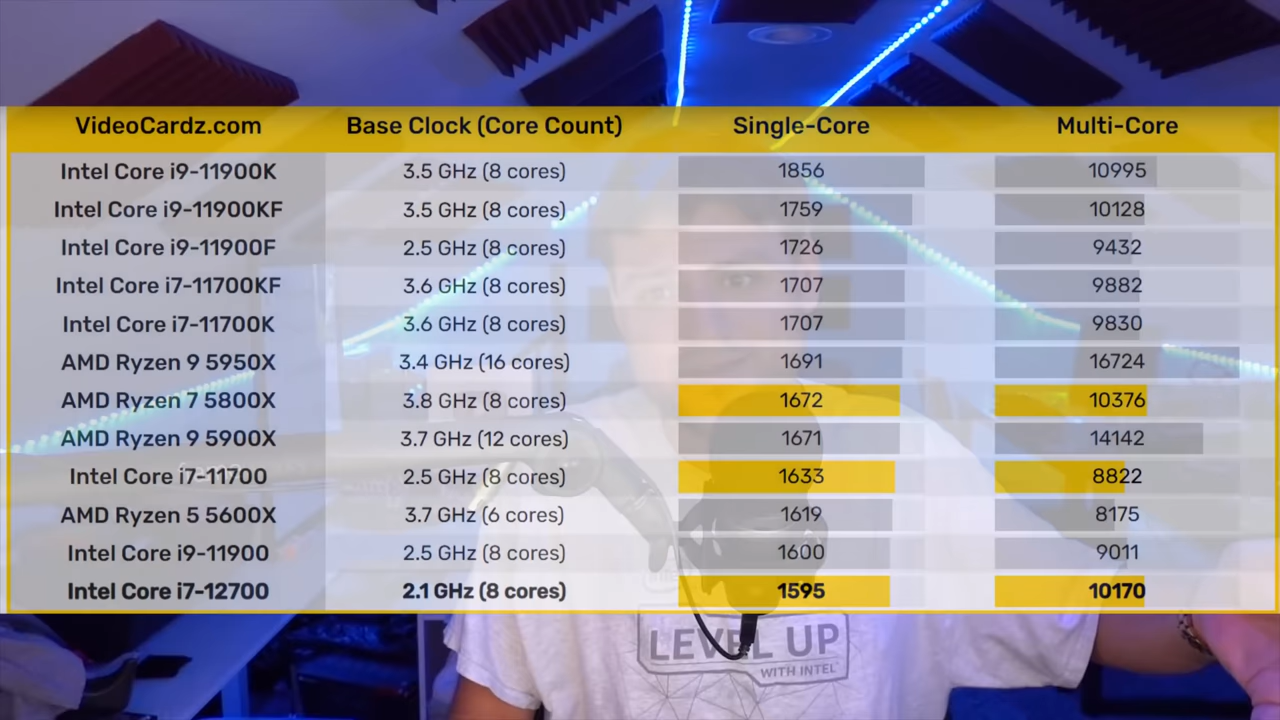 VideoCardz.com Base Clock (Core Count) Single-Core Multi-Core
Intel Core i9-11900K 3.5 GHz (8 cores) 1856 10995
Intel Core i9-11900KF 3.5 GHz (8 cores) 1759 10128
Intel Core i9-11900F 2.5 GHz (8 cores) 1726 9432
Intel Core i7-11700KF 3.6 GHz (8 cores) 1707 9882
Intel Core i7-11700K 3.6 GHz (8 cores) 1707 9830
AMD Ryzen 9 5950X 3.4 GHz (16 cores) 1691 16724
AMD Ryzen 7 5800X 3.8 GHz (8 cores) 1672 10376
AMD Ryzen 9 5900X 3.7 GHz (12 cores) 1671 14142
Intel Core i7-11700 2.5 GHz (8 cores) 1633 8822
AMD Ryzen 5 5600X 3.7 GHz (6 cores) 1619 8175
Intel Core i9-11900 2.5 GHz (8 cores) 1600 9011
Intel Core i7-12700 2.1 GHz (8 cores) 1595 10170
LEVEL UP
WITH INTEL